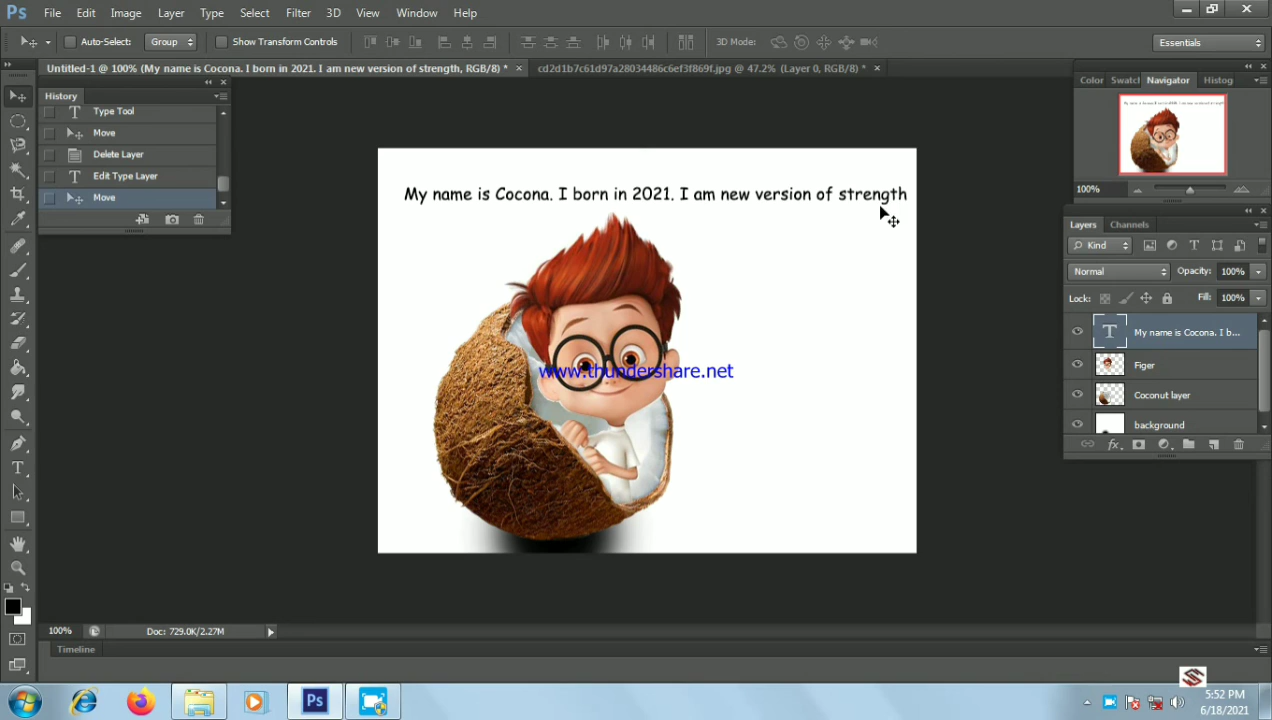 Ps File Edit Image Layer Type Select Filter 3D View Window Help
Auto-Select: Group Show Transform Controls 3D Mode: Essentials
Untitled-1 @ 100% (My name is Cocona. I born in 2021. I am new version of strength, RGB/8) * × cd2d1b7c61d97a28034486c6ef3f869f.jpg @ 47.2% (Layer 0, RGB/8) * ×
History
Type Tool
Move
Delete Layer
Edit Type Layer
Move
Color Swatcl Navigator Histog
100%
My name is Cocona. I born in 2021. I am new version of strength
www.thundershare.net
Layers Channels
Kind
Normal Opacity: 100%
Lock: Fill: 100%
T My name is Cocona. I b...
Figer
Coconut layer
background
fx
100% Doc: 729.0K/2.27M
Timeline
Ps
5:52 PM
6/18/2021